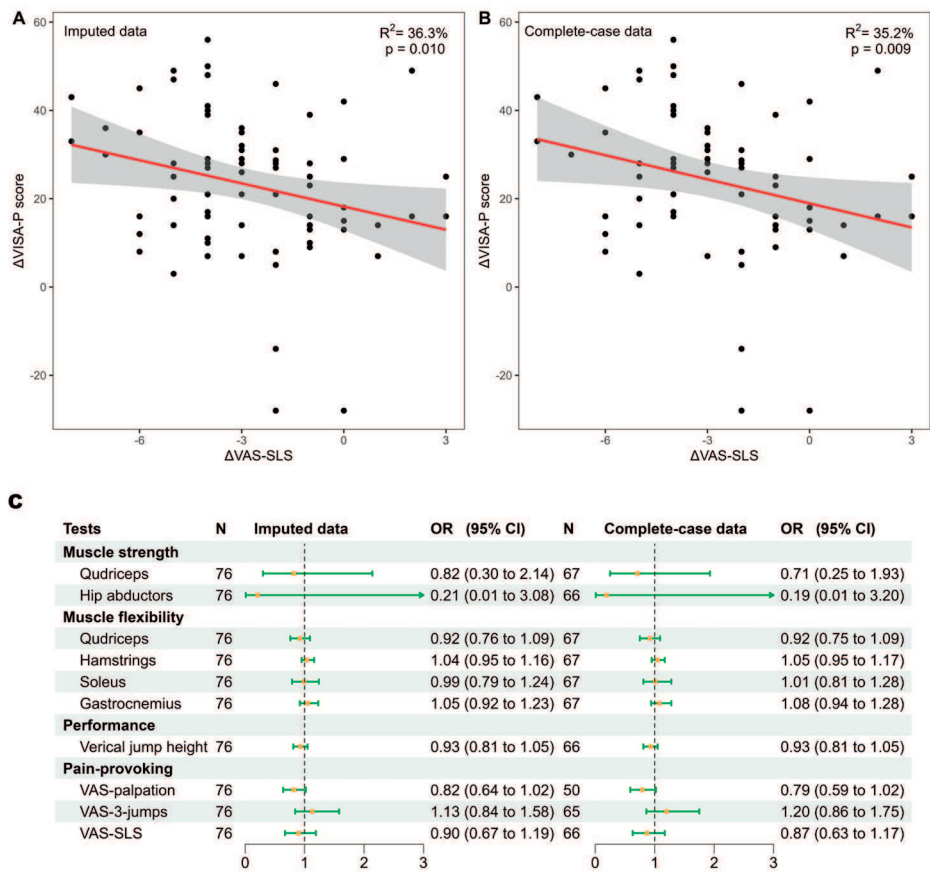 A
Imputed data
R²= 36.3%
p = 0.010
60
40
20
0
-20
ΔVISA-P score
-6
-3
0
3
ΔVAS-SLS
B
Complete-case data
R²= 35.2%
p = 0.009
60
40
20
0
-20
ΔVISA-P score
-6
-3
0
3
ΔVAS-SLS
C
Tests N Imputed data OR (95% CI) N Complete-case data OR (95% CI)
Muscle strength
Qudriceps 76 0.82 (0.30 to 2.14) 67 0.71 (0.25 to 1.93)
Hip abductors 76 0.21 (0.01 to 3.08) 66 0.19 (0.01 to 3.20)
Muscle flexibility
Qudriceps 76 0.92 (0.76 to 1.09) 67 0.92 (0.75 to 1.09)
Hamstrings 76 1.04 (0.95 to 1.16) 67 1.05 (0.95 to 1.17)
Soleus 76 0.99 (0.79 to 1.24) 67 1.01 (0.81 to 1.28)
Gastrocnemius 76 1.05 (0.92 to 1.23) 67 1.08 (0.94 to 1.28)
Performance
Verical jump height 76 0.93 (0.81 to 1.05) 66 0.93 (0.81 to 1.05)
Pain-provoking
VAS-palpation 76 0.82 (0.64 to 1.02) 50 0.79 (0.59 to 1.02)
VAS-3-jumps 76 1.13 (0.84 to 1.58) 65 1.20 (0.86 to 1.75)
VAS-SLS 76 0.90 (0.67 to 1.19) 66 0.87 (0.63 to 1.17)
0 1 2 3 0 1 2 3